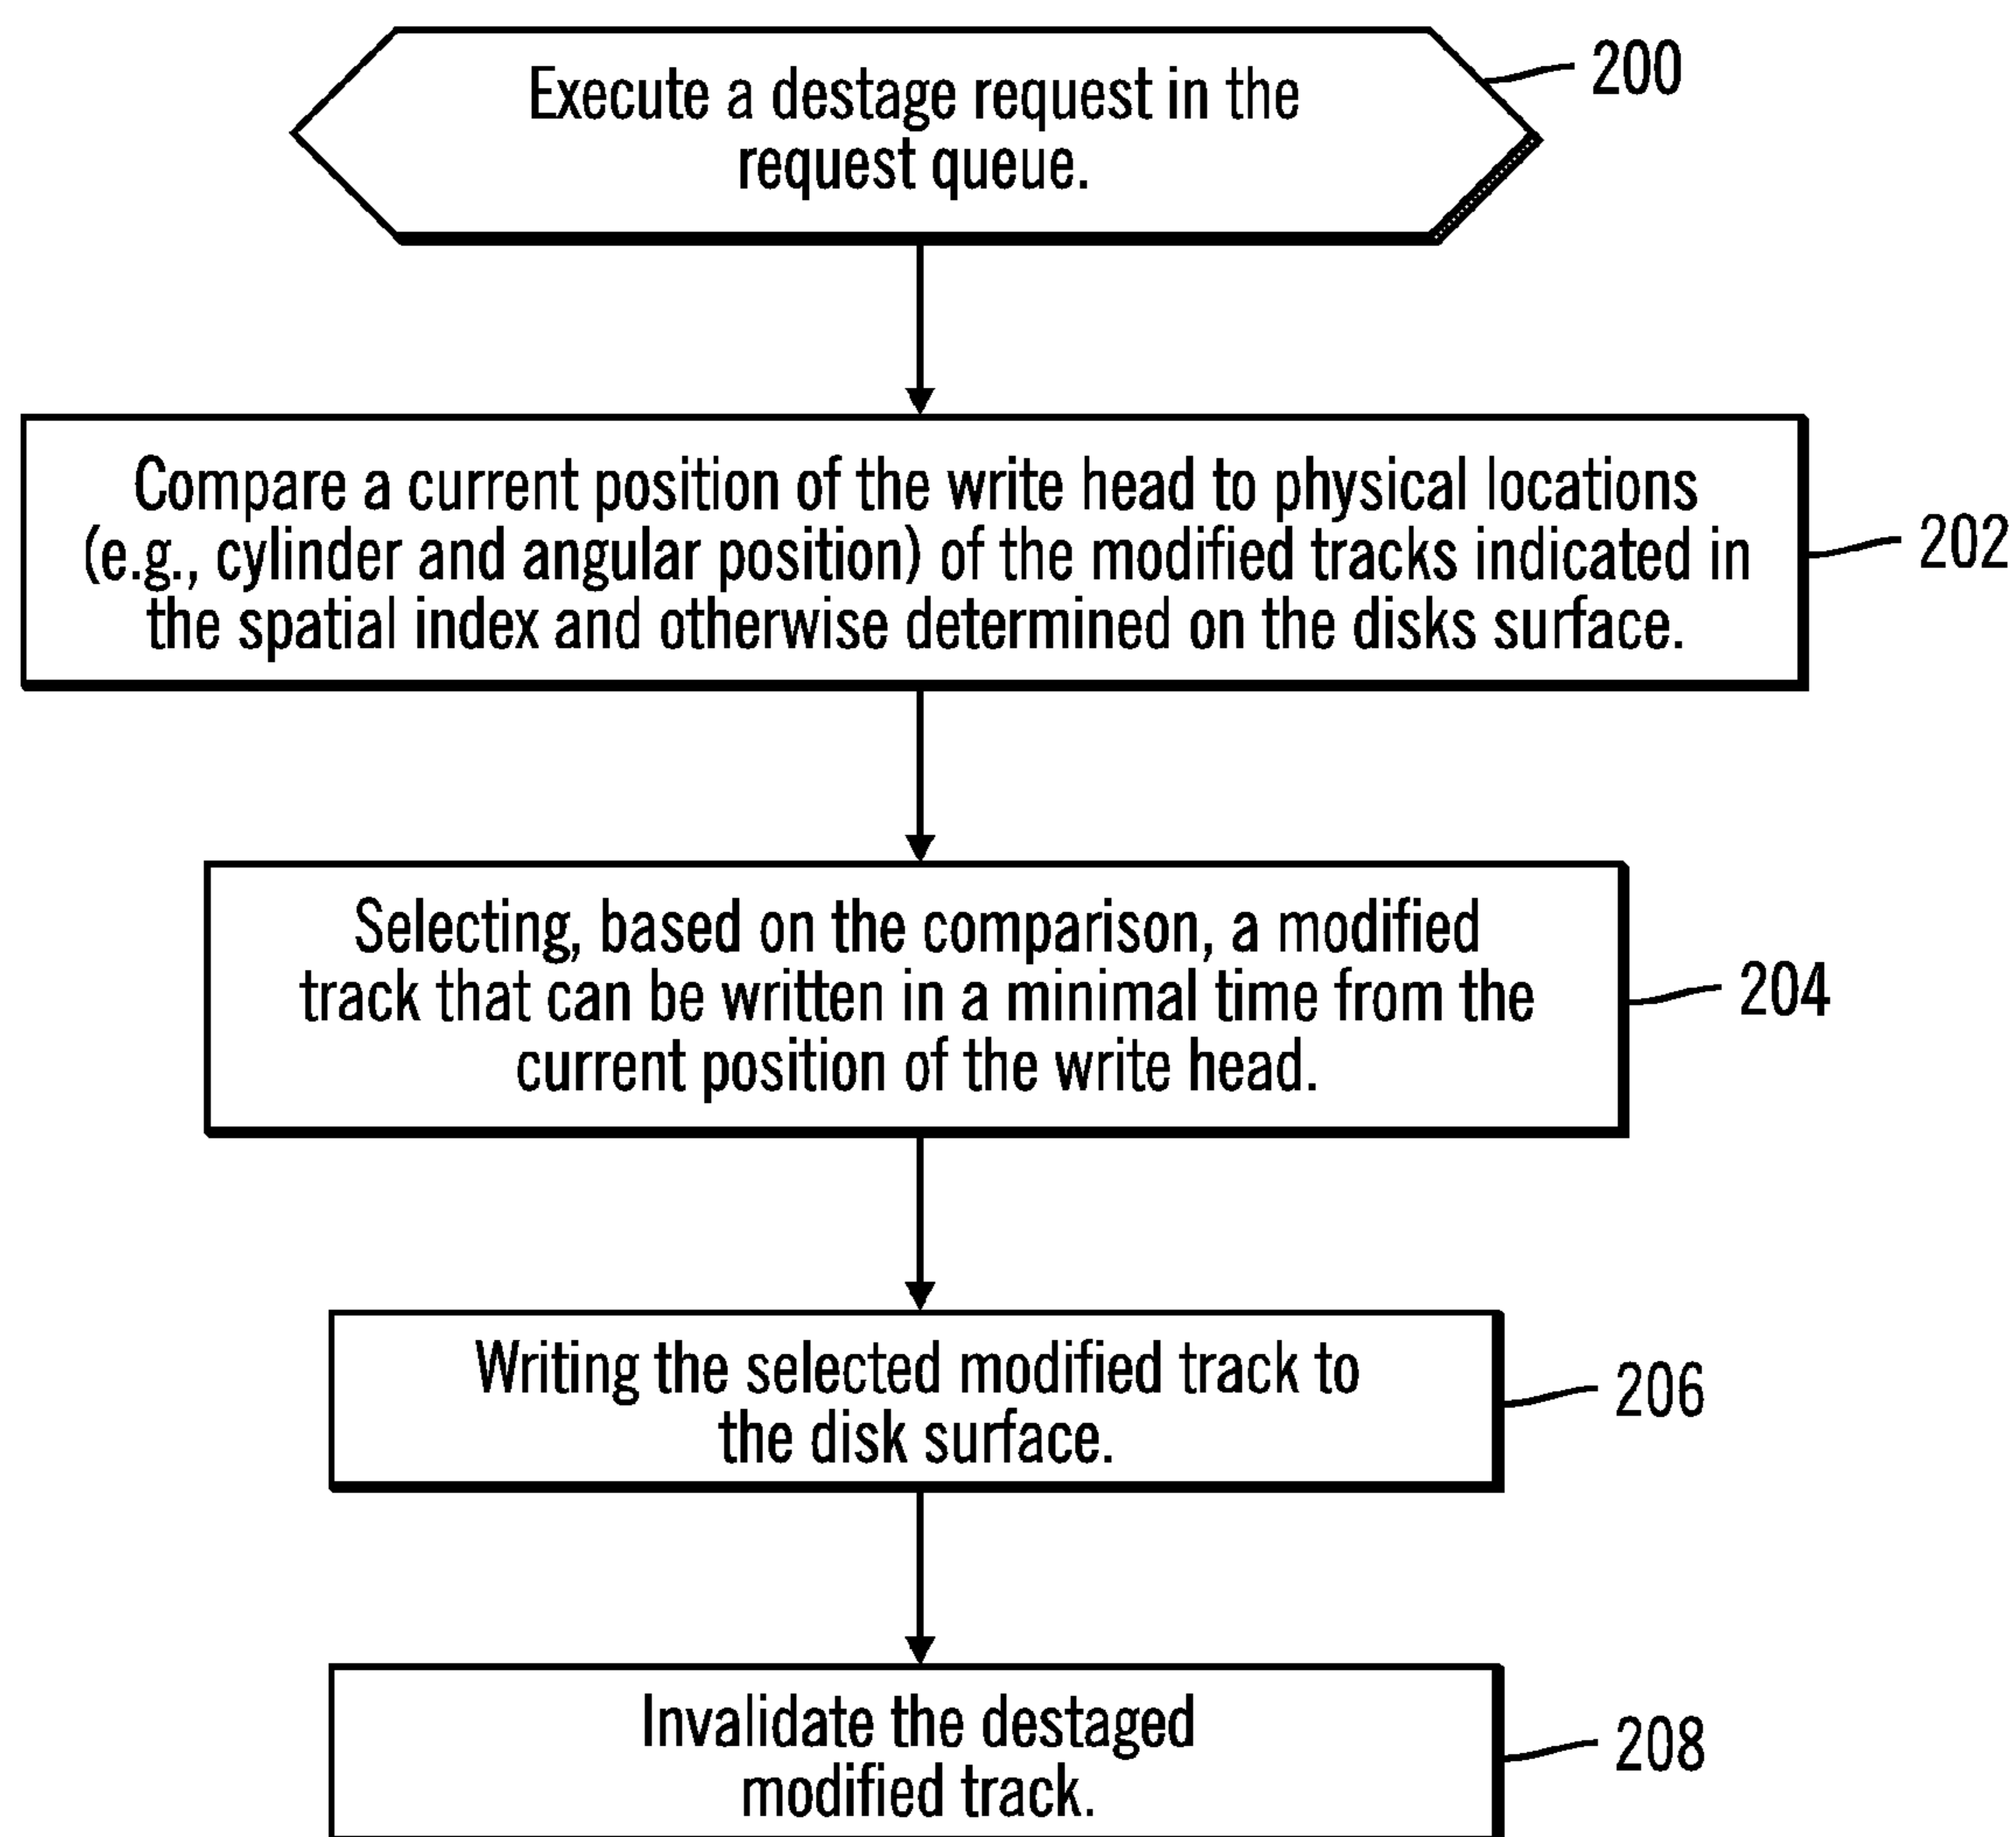 Execute a destage request in the
request queue.
200
Compare a current position of the write head to physical locations
(e.g., cylinder and angular position) of the modified tracks indicated in
the spatial index and otherwise determined on the disks surface.
202
Selecting, based on the comparison, a modified
track that can be written in a minimal time from the
current position of the write head.
204
Writing the selected modified track to
the disk surface.
206
Invalidate the destaged
modified track.
208